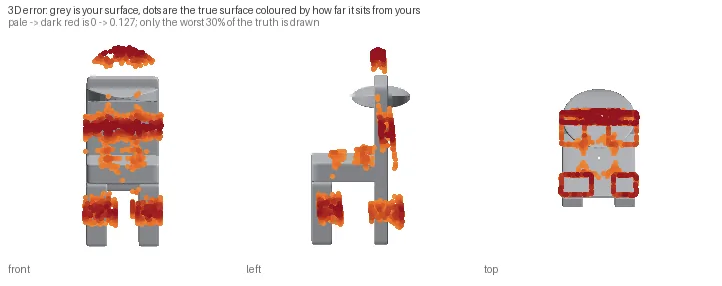 3D error: grey is your surface, dots are the true surface coloured by how far it sits from yours
pale -> dark red is 0 -> 0.127; only the worst 30% of the truth is drawn
front
left
top